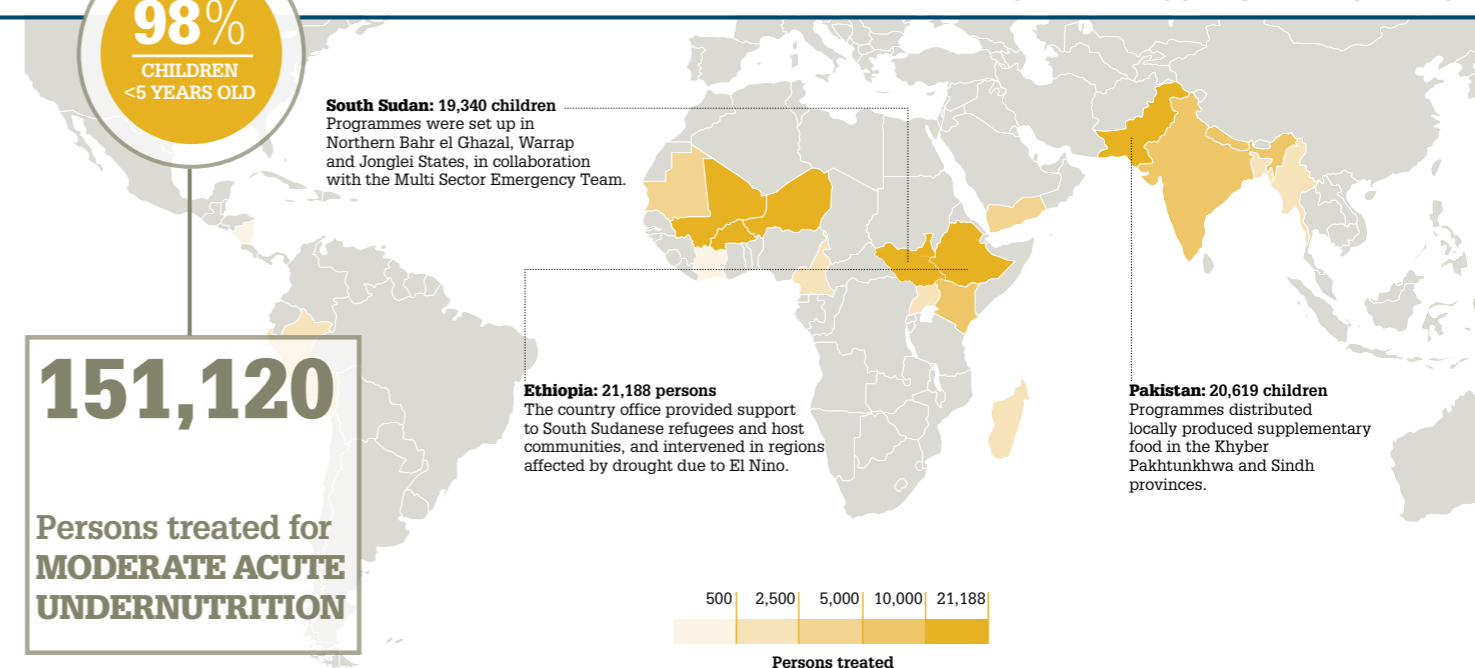 98%
CHILDREN
<5 YEARS OLD
South Sudan: 19,340 children
Programmes were set up in
Northern Bahr el Ghazal, Warrap
and Jonglei States, in collaboration
with the Multi Sector Emergency Team.
151,120
Persons treated for
MODERATE ACUTE
UNDERNUTRITION
Ethiopia: 21,188 persons
The country office provided support
to South Sudanese refugees and host
communities, and intervened in regions
affected by drought due to El Nino.
Pakistan: 20,619 children
Programmes distributed
locally produced supplementary
food in the Khyber
Pakhtunkhwa and Sindh
provinces.
500 2,500 5,000 10,000 21,188
Persons treated